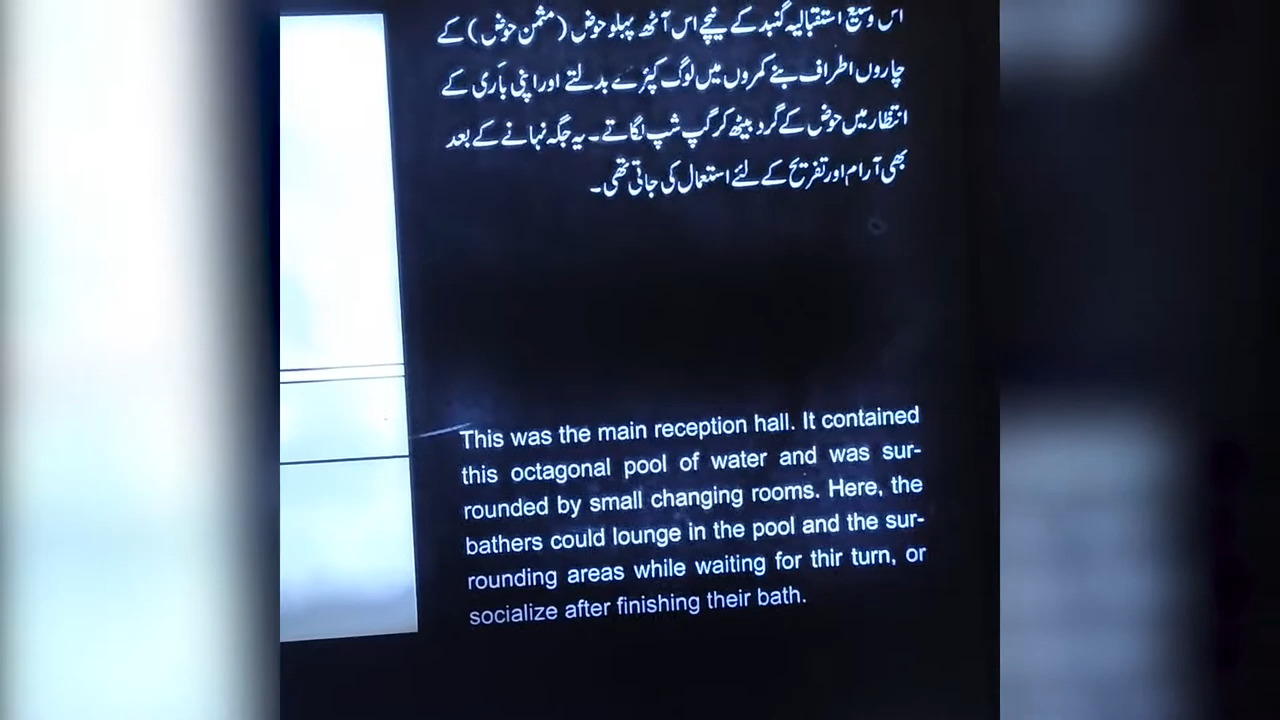 اس وسیع استقبالیہ گنبد کے نیچے اس آٹھ پہلو حوض (مثمن حوض) کے
چاروں اطراف بنے کمروں میں لوگ کپڑے بدلتے اور اپنی باری کے
انتظار میں حوض کے گرد بیٹھ کر گپ شپ لگاتے۔ یہ جگہ نہانے کے بعد
بھی آرام اور تفریح کے لئے استعمال کی جاتی تھی۔
This was the main reception hall. It contained
this octagonal pool of water and was sur-
rounded by small changing rooms. Here, the
bathers could lounge in the pool and the sur-
rounding areas while waiting for thir turn, or
socialize after finishing their bath.